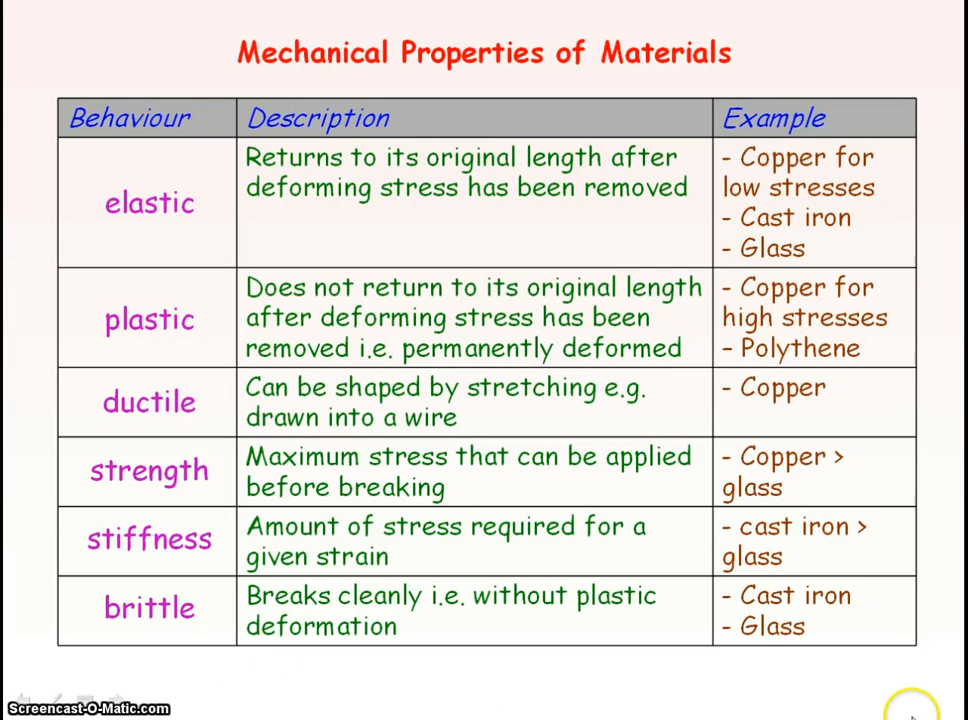 Mechanical Properties of Materials
Behaviour Description Example
elastic
Returns to its original length after
deforming stress has been removed
- Copper for
low stresses
- Cast iron
- Glass
plastic
Does not return to its original length
after deforming stress has been
removed i.e. permanently deformed
- Copper for
high stresses
- Polythene
ductile
Can be shaped by stretching e.g.
drawn into a wire
- Copper
strength
Maximum stress that can be applied
before breaking
- Copper >
glass
stiffness
Amount of stress required for a
given strain
- cast iron >
glass
brittle
Breaks cleanly i.e. without plastic
deformation
- Cast iron
- Glass
Screencast-O-Matic.com